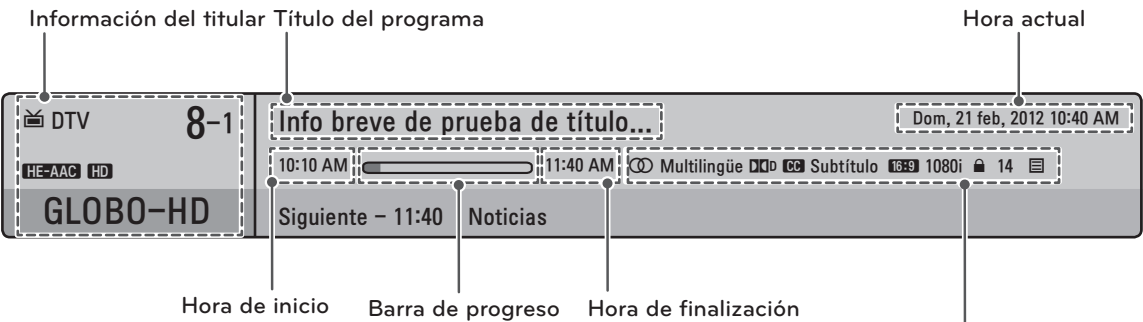 Información del titular Título del programa Hora actual
DTV 8-1
Info breve de prueba de título...
Dom, 21 feb, 2012 10:40 AM
HE-AAC HD
10:10 AM 11:40 AM Multilingüe DD D CC Subtítulo 16:9 1080i 14
GLOBO-HD
Siguiente - 11:40 Noticias
Hora de inicio Barra de progreso Hora de finalización